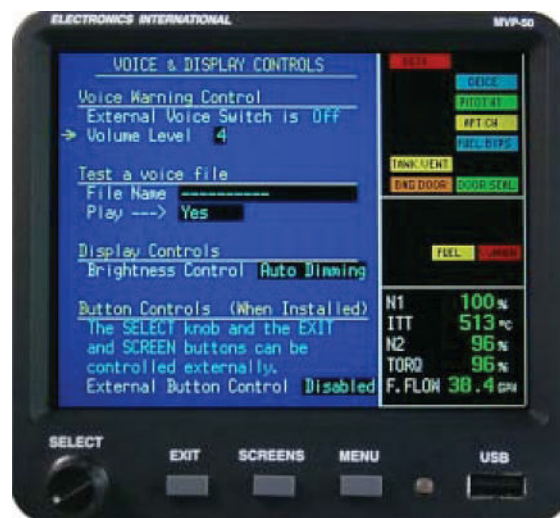 ELECTRONICS INTERNATIONAL MVP-50
VOICE & DISPLAY CONTROLS
Voice Warning Control
External Voice Switch is Off
Volume Level 4
Test a voice file
File Name ----------
Play ---> Yes
Display Controls
Brightness Control Auto Dimming
Button Controls (When Installed)
The SELECT knob and the EXIT
and SCREEN buttons can be
controlled externally.
External Button Control Disabled
BETA
DEICE
PITOT HT
AFT CH
FUEL BYPS
TANK VENT
BAG DOOR DOOR SEAL
FUEL
N1 100 %
ITT 513 °C
N2 96 %
TORQ 96 %
F.FLOW 38.4 GPH
SELECT EXIT SCREENS MENU USB